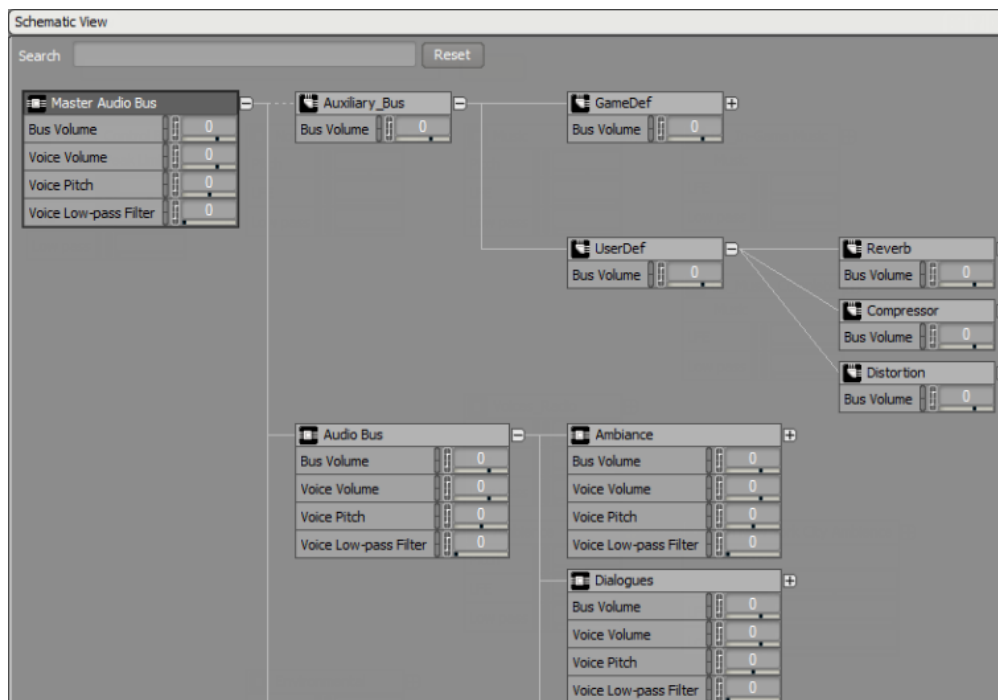 Schematic View
Search
Reset
Master Audio Bus
Bus Volume 0
Voice Volume 0
Voice Pitch 0
Voice Low-pass Filter 0
Auxiliary_Bus
Bus Volume 0
GameDef
Bus Volume 0
UserDef
Bus Volume 0
Reverb
Bus Volume 0
Compressor
Bus Volume 0
Distortion
Bus Volume 0
Audio Bus
Bus Volume 0
Voice Volume 0
Voice Pitch 0
Voice Low-pass Filter 0
Ambiance
Bus Volume 0
Voice Volume 0
Voice Pitch 0
Voice Low-pass Filter 0
Dialogues
Bus Volume 0
Voice Volume 0
Voice Pitch 0
Voice Low-pass Filter 0